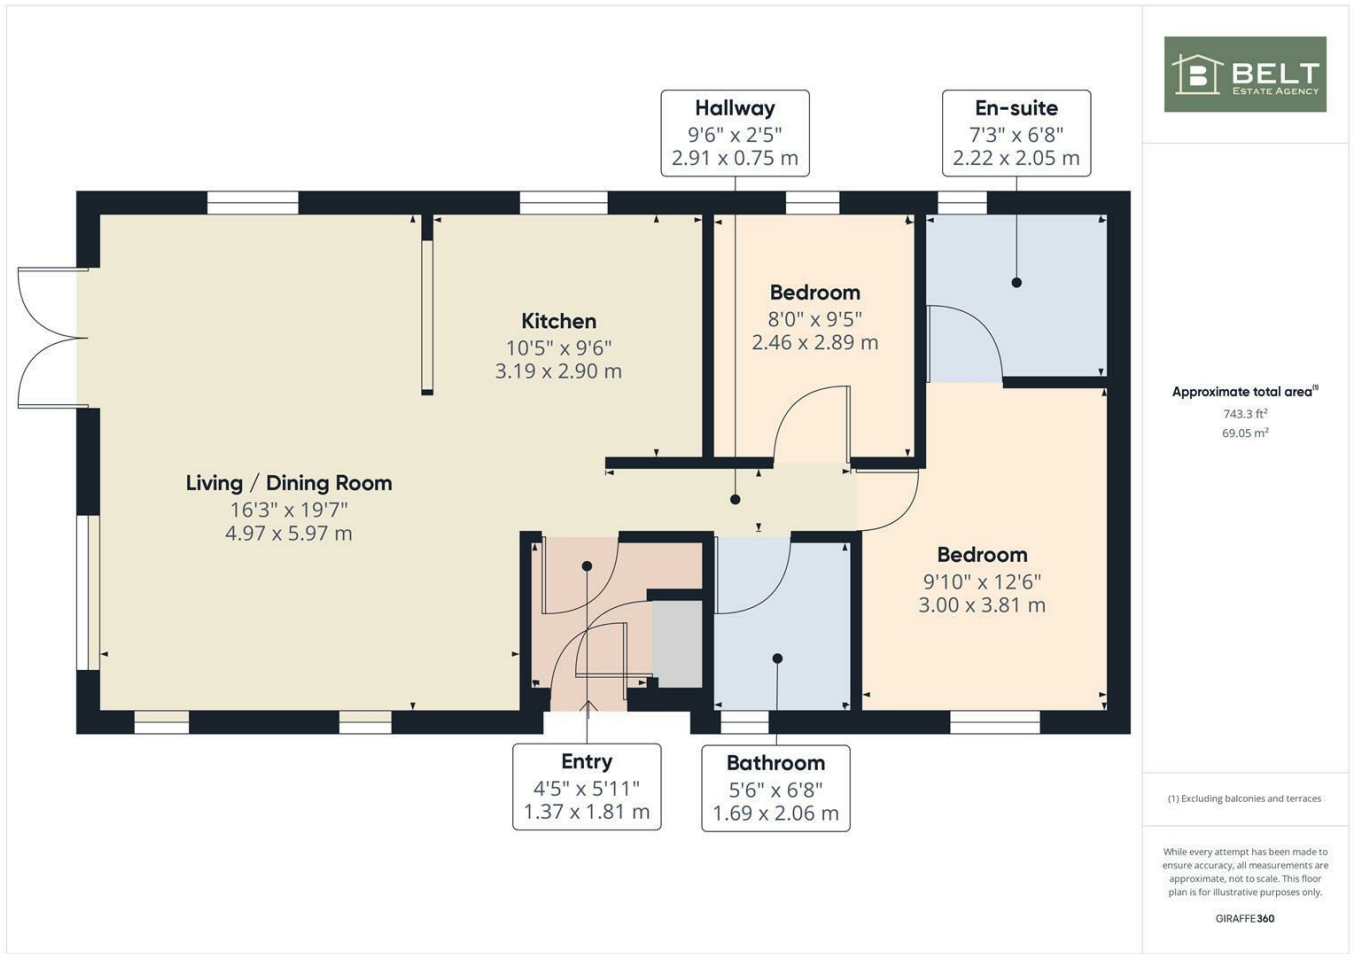 BELT
ESTATE AGENCY
Hallway
9'6" x 2'5"
2.91 x 0.75 m
En-suite
7'3" x 6'8"
2.22 x 2.05 m
Kitchen
10'5" x 9'6"
3.19 x 2.90 m
Bedroom
8'0" x 9'5"
2.46 x 2.89 m
Living / Dining Room
16'3" x 19'7"
4.97 x 5.97 m
Bedroom
9'10" x 12'6"
3.00 x 3.81 m
Entry
4'5" x 5'11"
1.37 x 1.81 m
Bathroom
5'6" x 6'8"
1.69 x 2.06 m
Approximate total area(1)
743.3 ft²
69.05 m²
(1) Excluding balconies and terraces
While every attempt has been made to
ensure accuracy, all measurements are
approximate, not to scale. This floor
plan is for illustrative purposes only.
GIRAFFE360